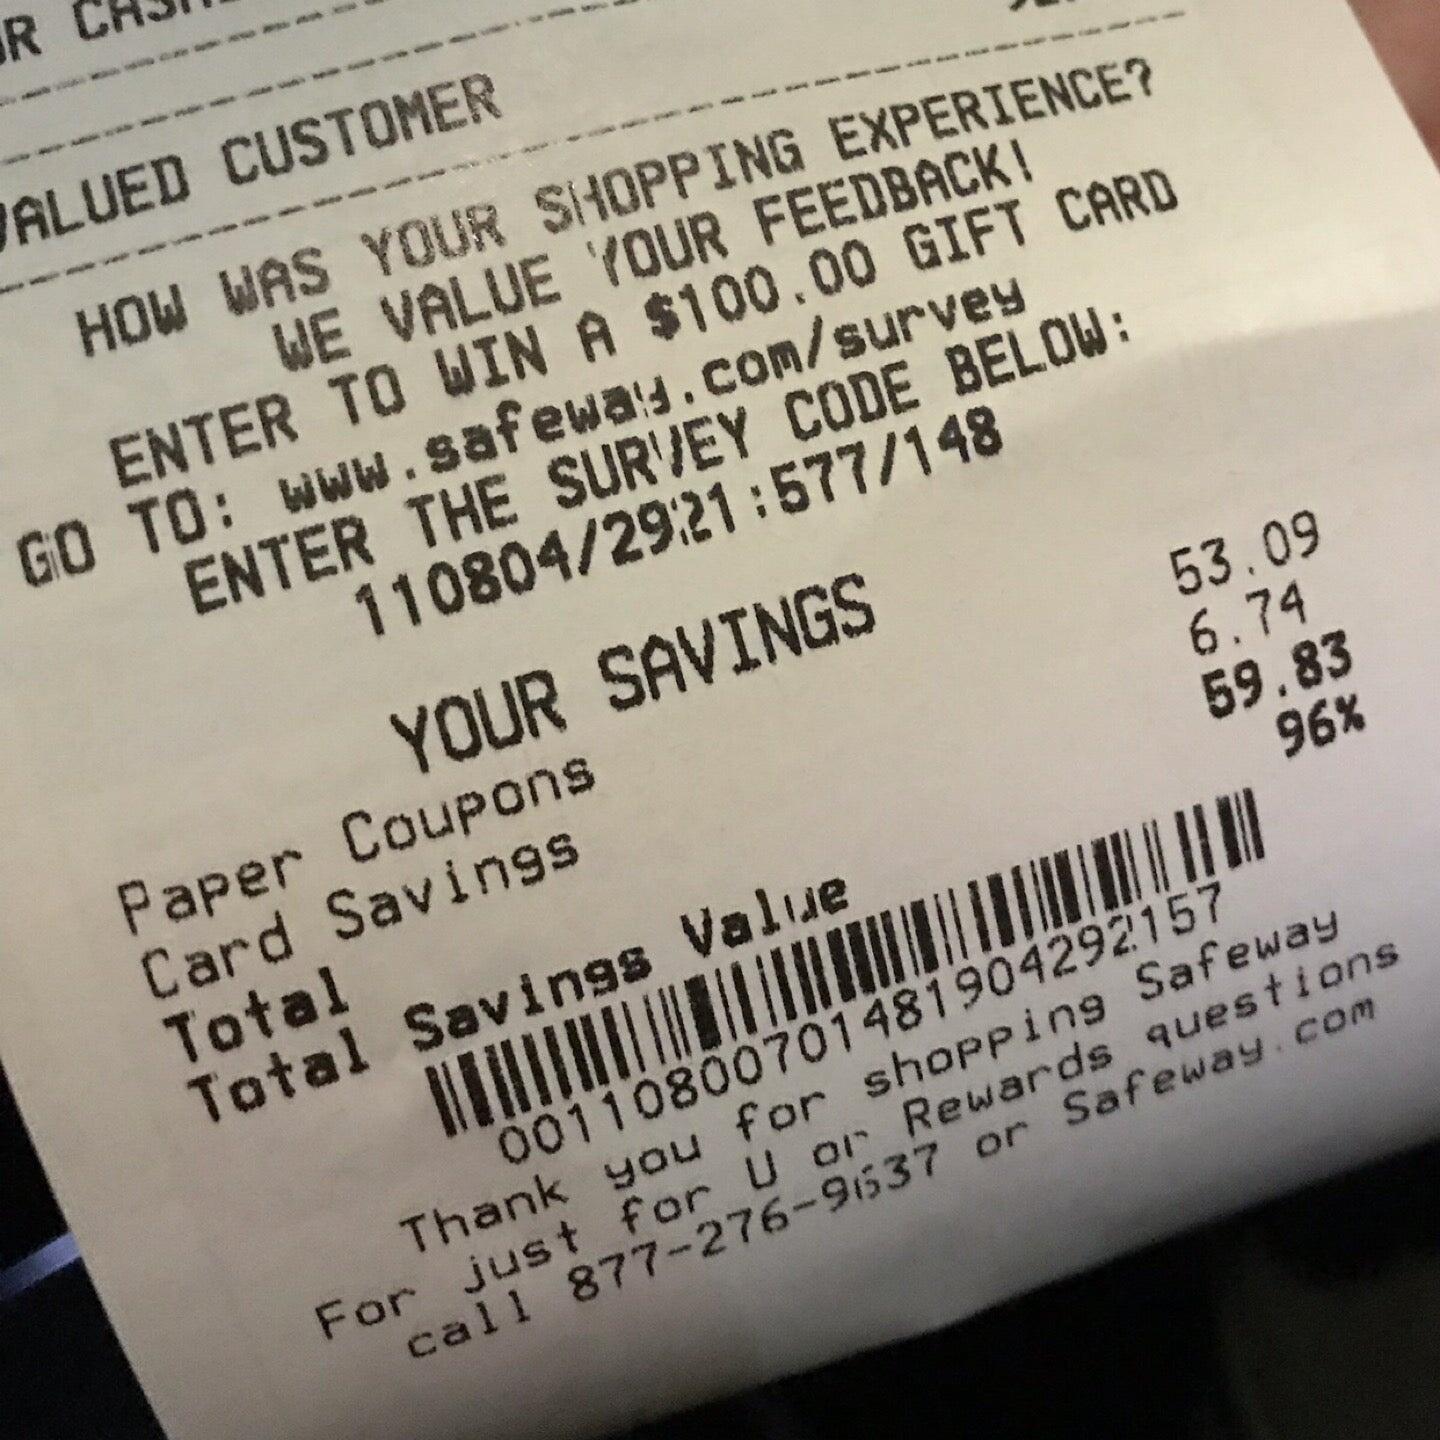 VALUED CUSTOMER
HOW WAS YOUR SHOPPING EXPERIENCE?
WE VALUE YOUR FEEDBACK!
ENTER TO WIN A $100.00 GIFT CARD
GO TO: www.safeway.com/survey
ENTER THE SURVEY CODE BELOW:
110804/2921:577/148
YOUR SAVINGS
Paper Coupons 53.09
Card Savings 6.74
Total 59.83
Total Savings Value 96%
00110800701481904292157
Thank you for shopping Safeway
For just for U or Rewards questions
call 877-276-9637 or Safeway.com